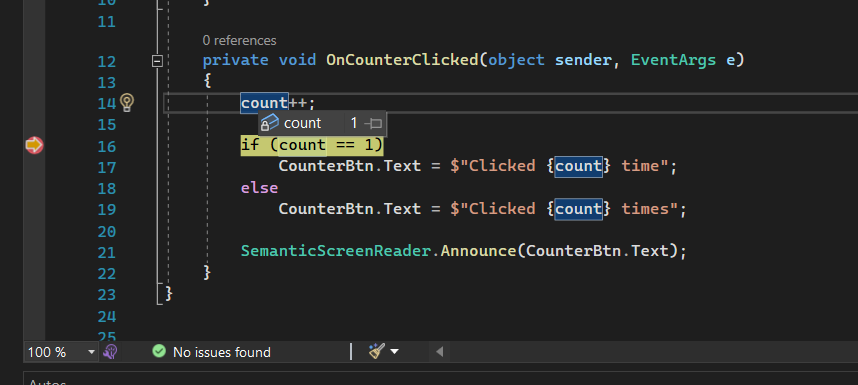 10 }
11
0 references
12 private void OnCounterClicked(object sender, EventArgs e)
13 {
14 count++;
count 1
15
16 if (count == 1)
17 CounterBtn.Text = $"Clicked {count} time";
18 else
19 CounterBtn.Text = $"Clicked {count} times";
20
21 SemanticScreenReader.Announce(CounterBtn.Text);
22 }
23 }
24
25
100 % No issues found
Autos